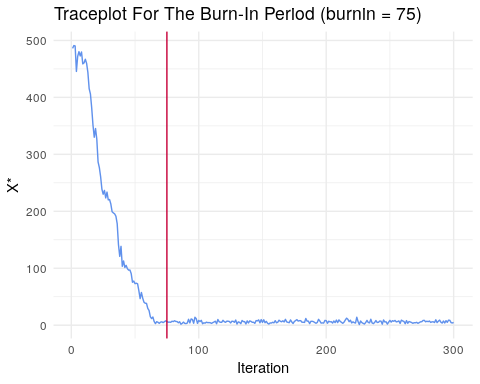 Traceplot For The Burn-In Period (burnin = 75)
500
400
300
200
100
0
X*
0 100 200 300
Iteration